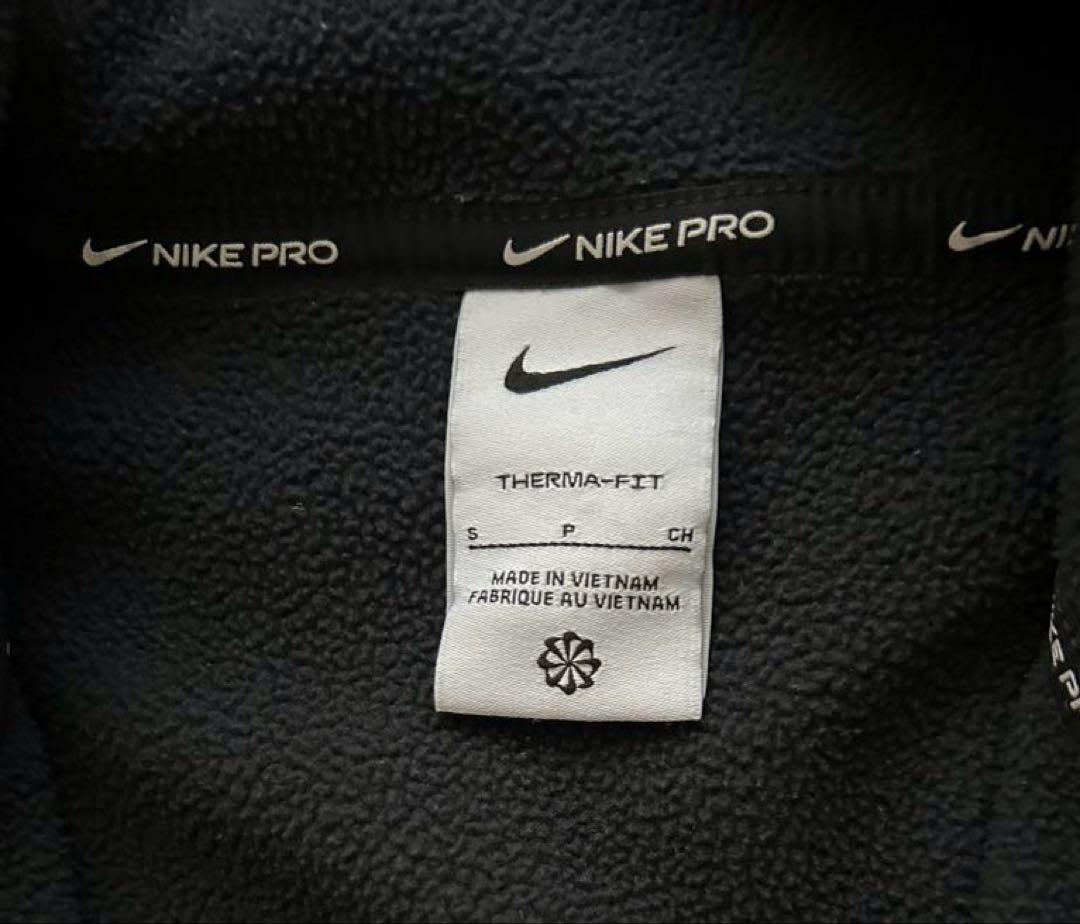 NIKE PRO NIKE PRO
THERMA-FIT
S P CH
MADE IN VIETNAM
FABRIQUE AU VIETNAM